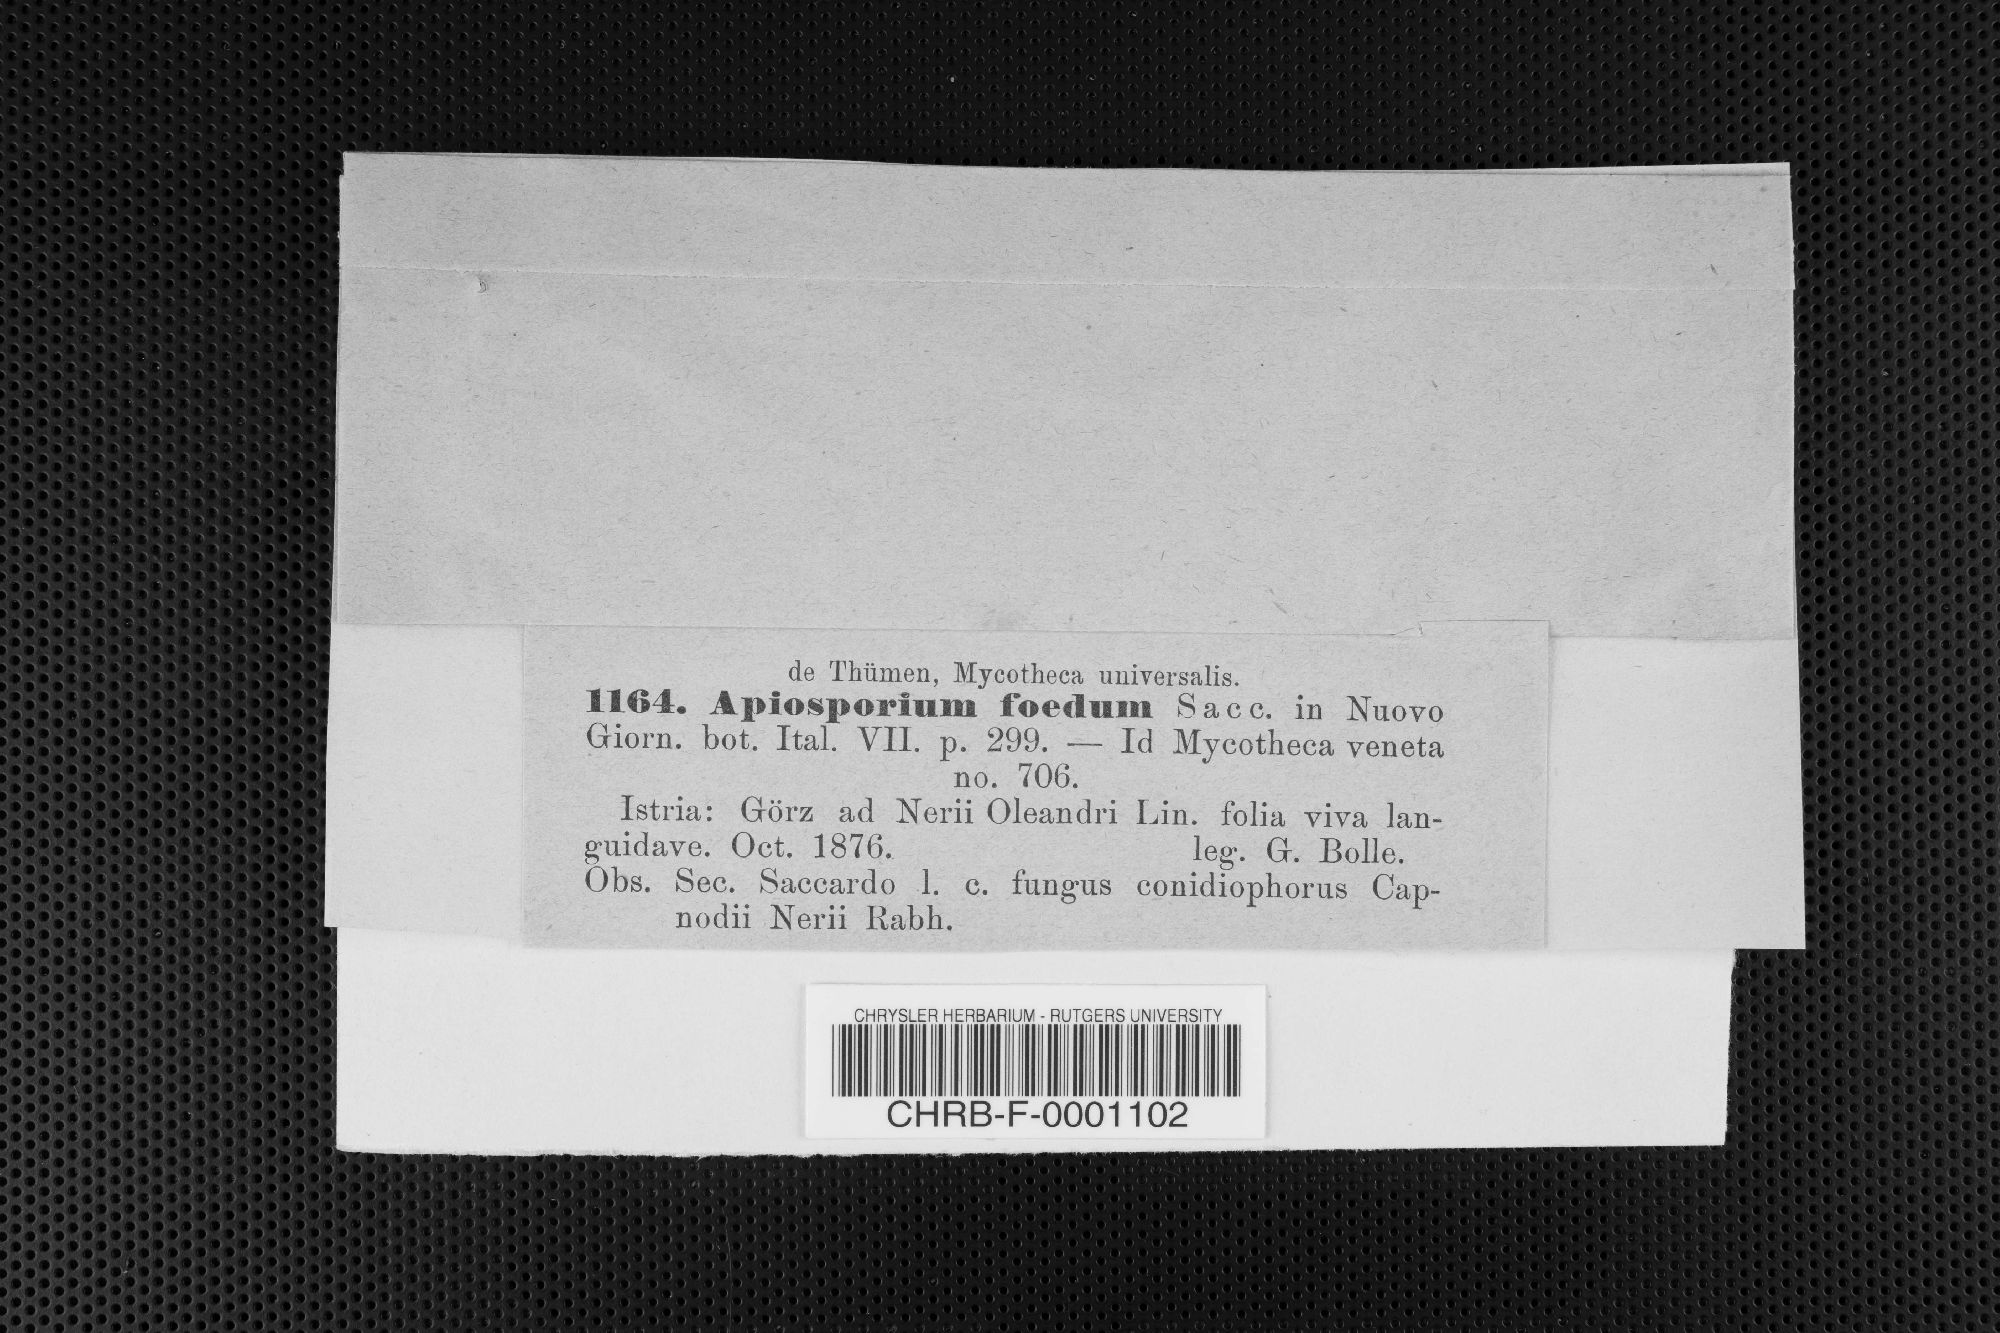 de Thümen, Mycotheca universalis.
1164. Apiosporium foedum Sacc. in Nuovo
Giorn. bot. Ital. VII. p. 299. — Id Mycotheca veneta
no. 706.
Istria: Görz ad Nerii Oleandri Lin. folia viva lan-
guidave. Oct. 1876. leg. G. Bolle.
Obs. Sec. Saccardo l. c. fungus conidiophorus Cap-
nodii Nerii Rabh.
CHRYSLER HERBARIUM - RUTGERS UNIVERSITY
CHRB-F-0001102